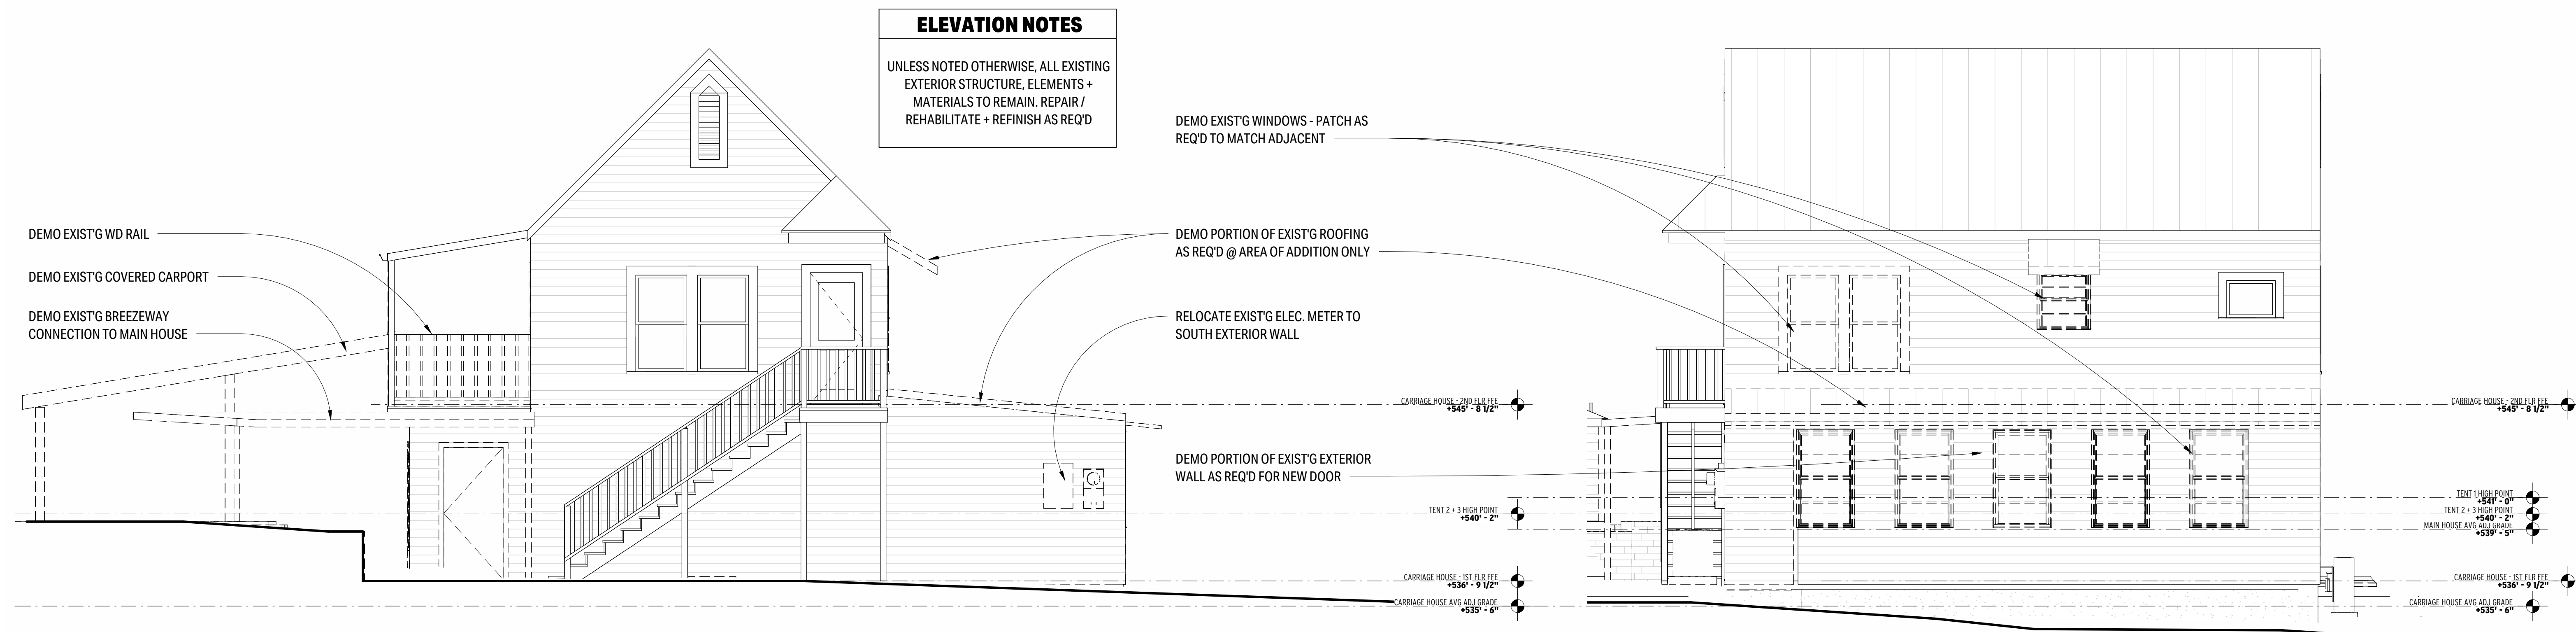 ELEVATION NOTES
UNLESS NOTED OTHERWISE, ALL EXISTING
EXTERIOR STRUCTURE, ELEMENTS +
MATERIALS TO REMAIN. REPAIR /
REHABILITATE + REFINISH AS REQ'D
DEMO EXIST'G WD RAIL
DEMO EXIST'G COVERED CARPORT
DEMO EXIST'G BREEZEWAY
CONNECTION TO MAIN HOUSE
DEMO EXIST'G WINDOWS - PATCH AS
REQ'D TO MATCH ADJACENT
DEMO PORTION OF EXIST'G ROOFING
AS REQ'D @ AREA OF ADDITION ONLY
RELOCATE EXIST'G ELEC. METER TO
SOUTH EXTERIOR WALL
DEMO PORTION OF EXIST'G EXTERIOR
WALL AS REQ'D FOR NEW DOOR
CARRIAGE HOUSE - 2ND FLR FFE
+545' - 8 1/2"
TENT 2 + 3 HIGH POINT
+540' - 2"
CARRIAGE HOUSE - 1ST FLR FFE
+536' - 9 1/2"
CARRIAGE HOUSE AVG ADJ GRADE
+535' - 6"
CARRIAGE HOUSE - 2ND FLR FFE
+545' - 8 1/2"
TENT 1 HIGH POINT
+541' - 0"
TENT 2 + 3 HIGH POINT
+540' - 2"
MAIN HOUSE AVG ADJ GRADE
+539' - 5"
CARRIAGE HOUSE - 1ST FLR FFE
+536' - 9 1/2"
CARRIAGE HOUSE AVG ADJ GRADE
+535' - 6"